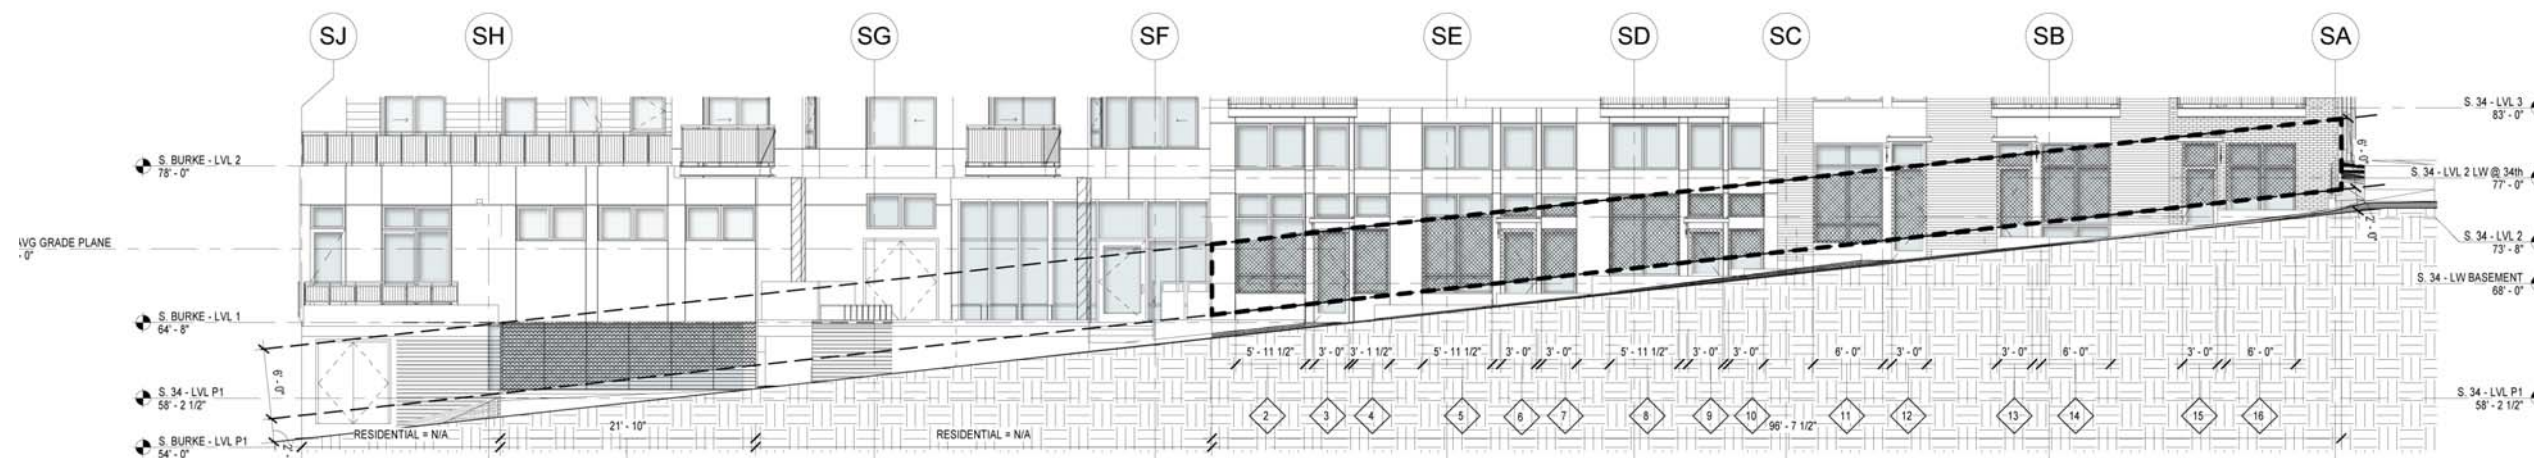 SJ
SH
SG
SF
SE
SD
SC
SB
SA
S. BURKE - LVL 2
78' - 0"
AVG GRADE PLANE
- 0"
S. BURKE - LVL 1
64' - 8"
S. 34 - LVL P1
58' - 2 1/2"
S. BURKE - LVL P1
54' - 0"
6' - 0"
2' -
RESIDENTIAL = N/A
21' - 10"
RESIDENTIAL = N/A
5' - 11 1/2"
3' - 0"
3' - 1 1/2"
5' - 11 1/2"
3' - 0"
3' - 0"
5' - 11 1/2"
3' - 0"
3' - 0"
6' - 0"
3' - 0"
3' - 0"
6' - 0"
3' - 0"
6' - 0"
2
3
4
5
6
7
8
9
10
11
12
13
14
15
16
96' - 7 1/2"
6' - 0"
2' - 0"
S. 34 - LVL 3
83' - 0"
S. 34 - LVL 2 LW @ 34th
77' - 0"
S. 34 - LVL 2
73' - 8"
S. 34 - LW BASEMENT
68' - 0"
S. 34 - LVL P1
58' - 2 1/2"